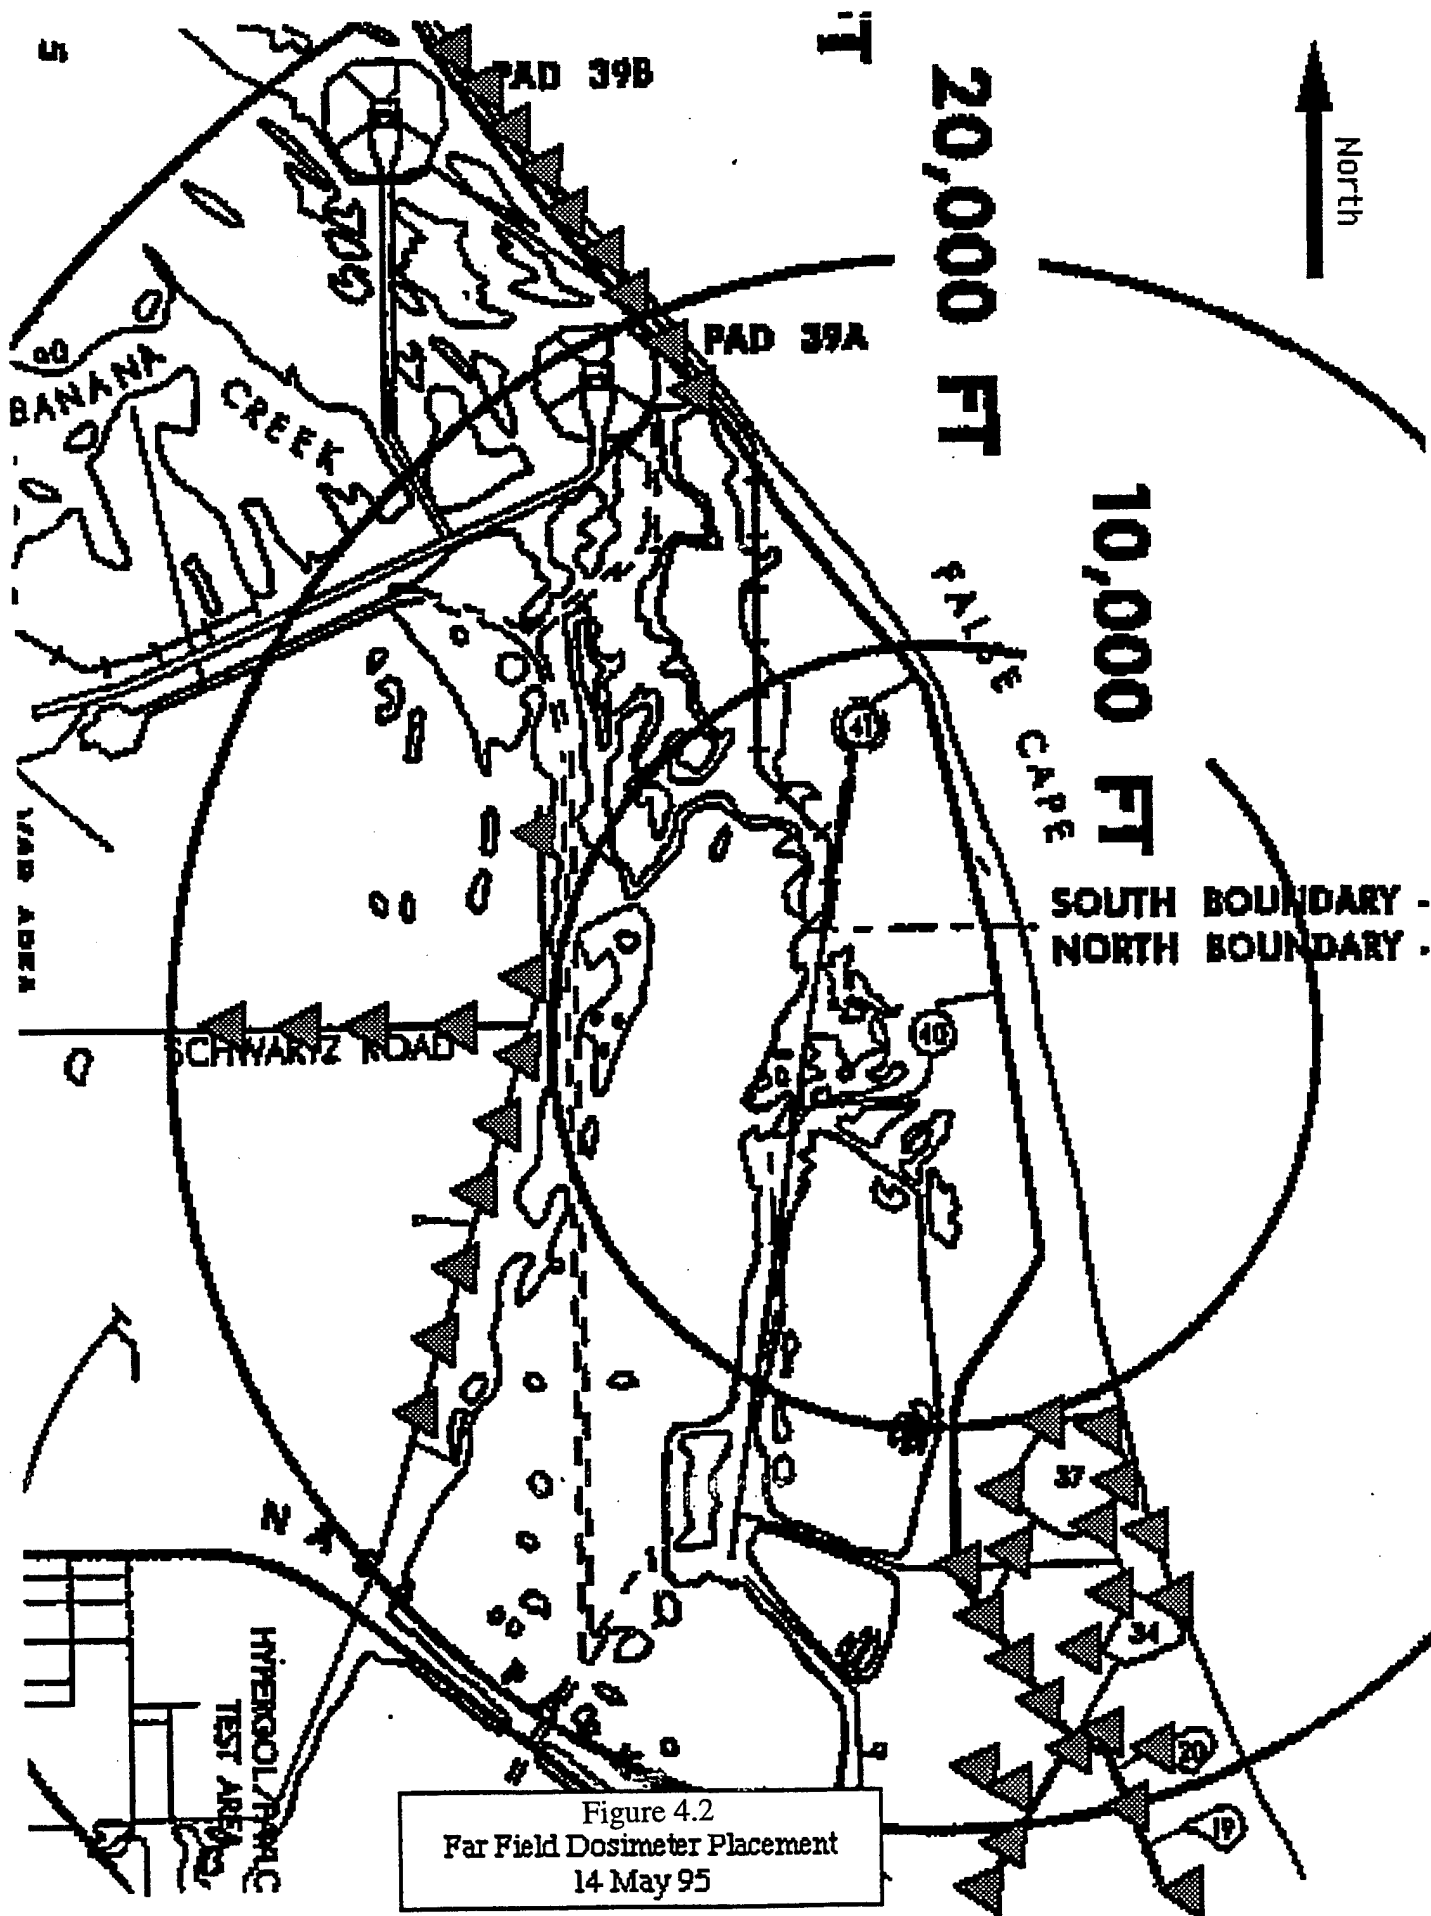 PAD 39B
20,000 FT
North
PAD 39A
BANANA
CREEK
10,000 FT
FALSE CAPE
41
SOUTH BOUNDARY -
NORTH BOUNDARY -
40
SCHWARTZ ROAD
37
34
20
19
TEST AREA
Figure 4.2
Far Field Dosimeter Placement
14 May 95